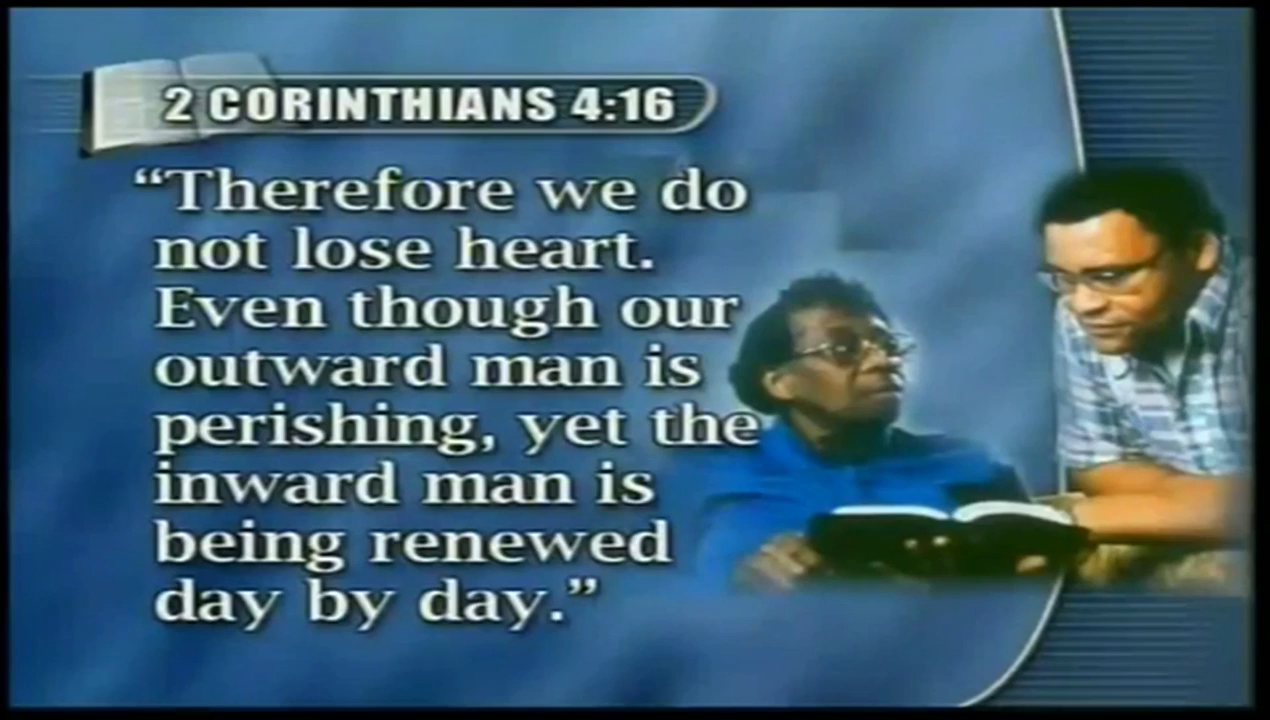 2 CORINTHIANS 4:16
“Therefore we do
not lose heart.
Even though our
outward man is
perishing, yet the
inward man is
being renewed
day by day.”